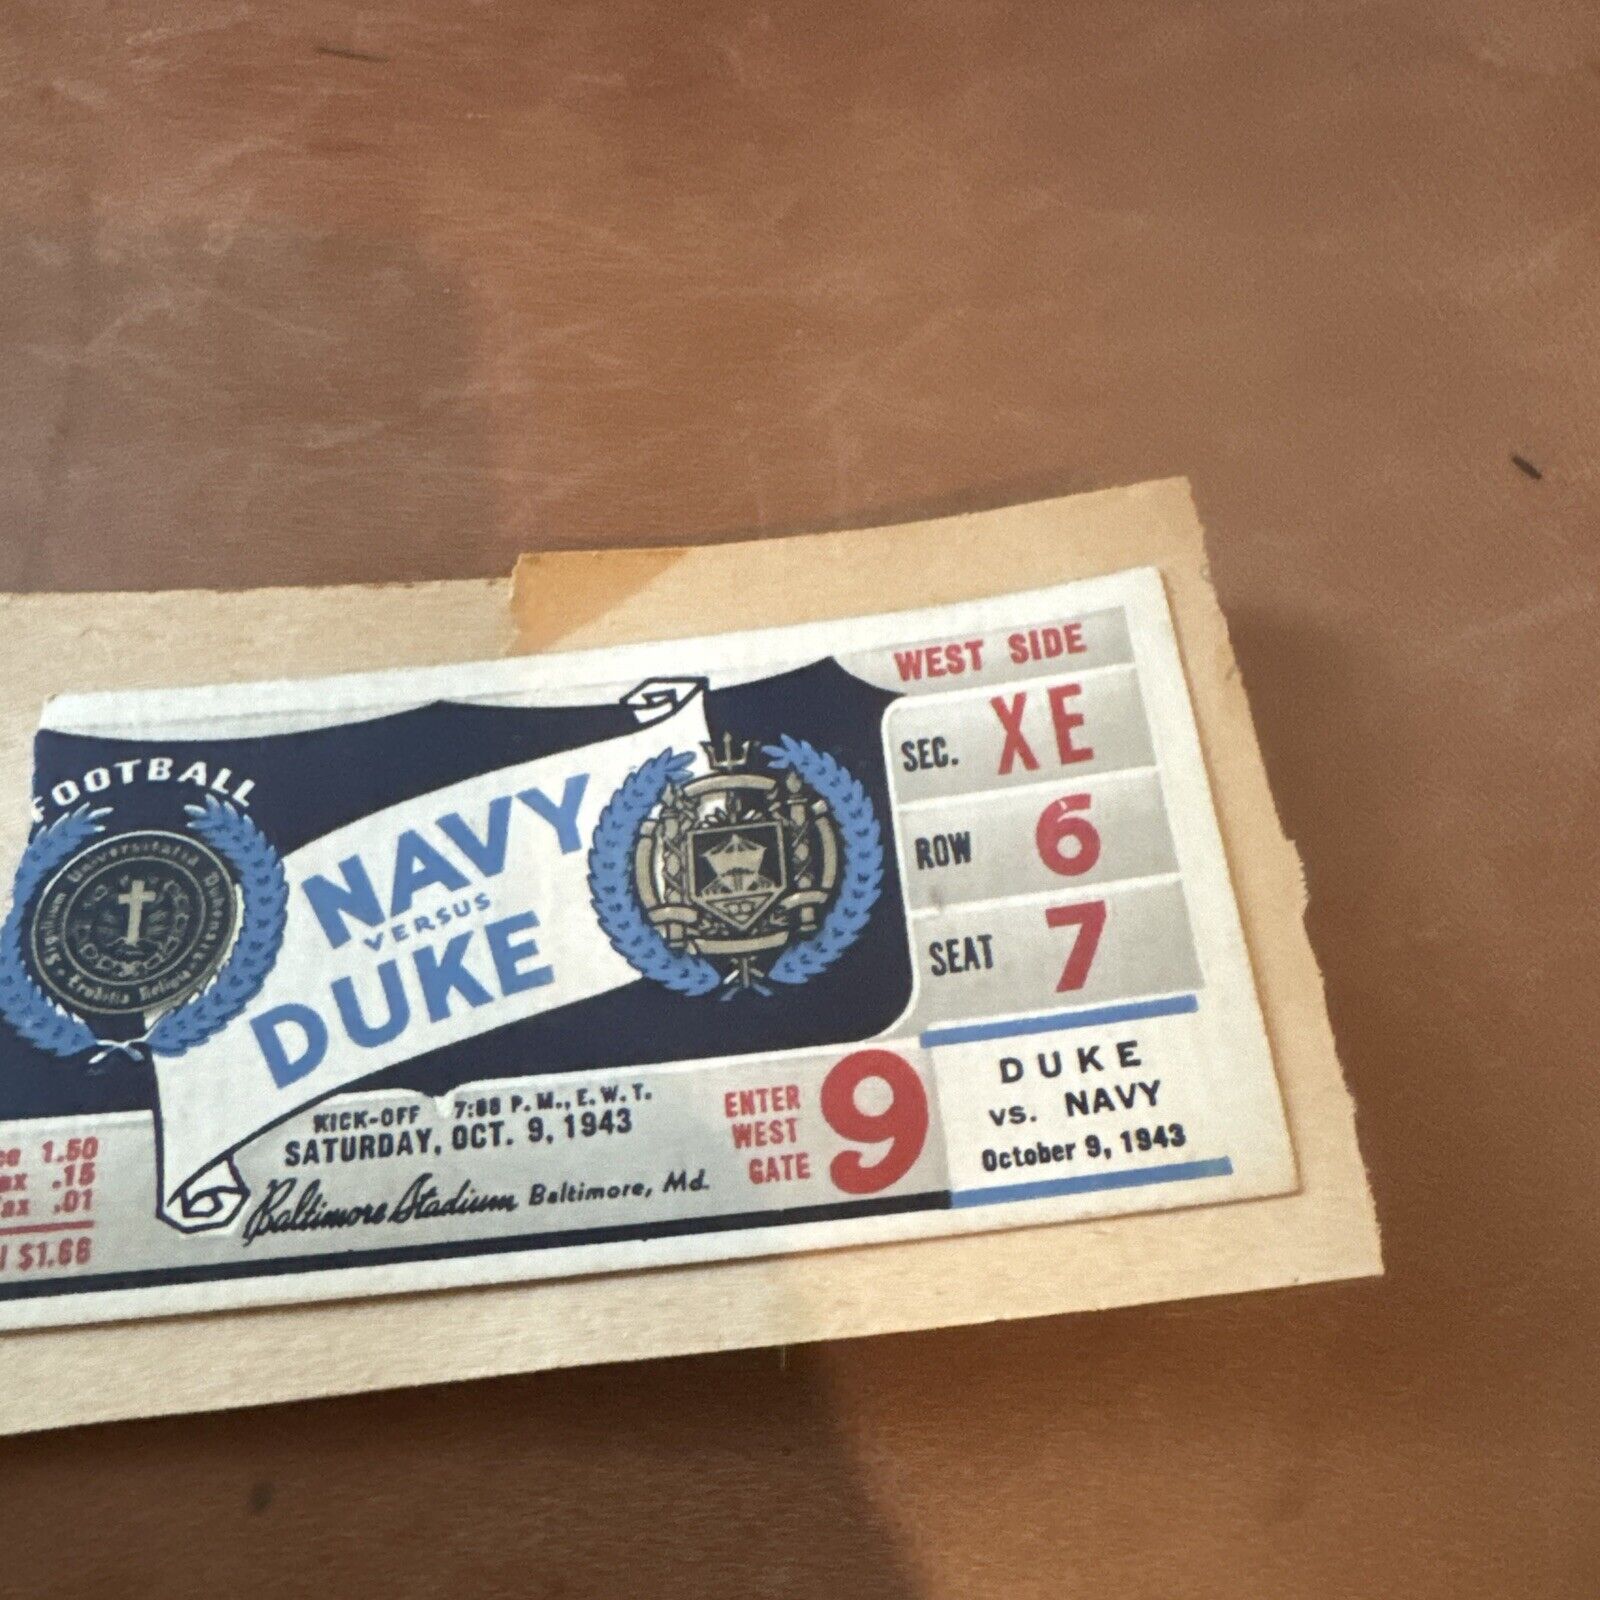 FOOTBALL
NAVY
VERSUS
DUKE
KICK-OFF
P.M., E.W.T.
SATURDAY, OCT. 9, 1943
Baltimore Stadium Baltimore, Md.
1.50
.15
.01
$1.66
ENTER
WEST
GATE
9
WEST SIDE
SEC. XE
ROW 6
SEAT 7
DUKE
vs. NAVY
October 9, 1943